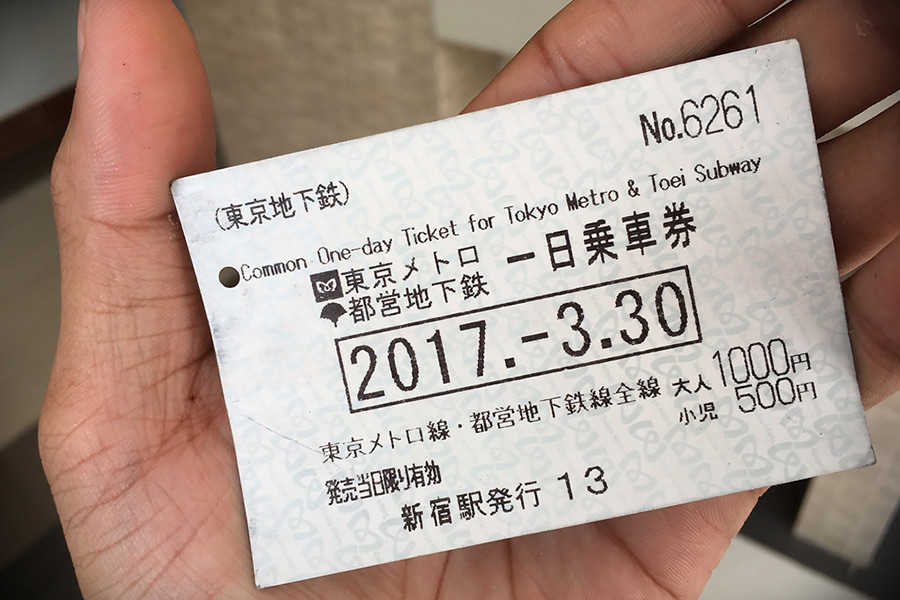 No.6261
(東京地下鉄)
Common One-day Ticket for Tokyo Metro & Toei Subway
東京メトロ 一日乗車券
都営地下鉄
2017.-3.30
東京メトロ線・都営地下鉄線全線 大人 1000円
小児 500円
発売当日限り有効
新宿駅発行 13